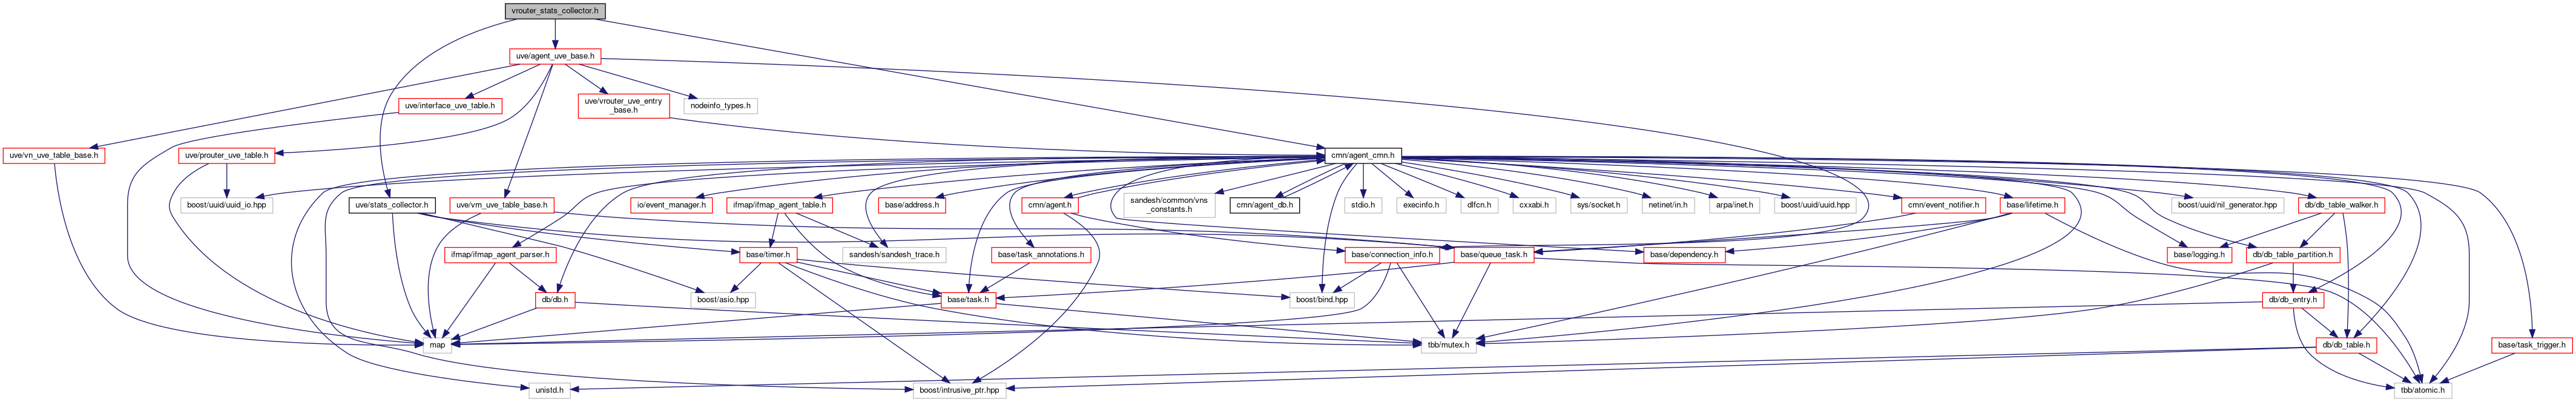 vrouter_stats_collector.h
uve/agent_uve_base.h
uve/interface_uve_table.h
uve/vrouter_uve_entry
_base.h
nodeinfo_types.h
uve/vn_uve_table_base.h
uve/prouter_uve_table.h
cmn/agent_cmn.h
boost/uuid/uuid_io.hpp
uve/stats_collector.h
uve/vm_uve_table_base.h
io/event_manager.h
ifmap/ifmap_agent_table.h
base/address.h
cmn/agent.h
sandesh/common/vns
_constants.h
cmn/agent_db.h
stdio.h
execinfo.h
dlfcn.h
cxxabi.h
sys/socket.h
netinet/in.h
arpa/inet.h
boost/uuid/uuid.hpp
cmn/event_notifier.h
base/lifetime.h
boost/uuid/nil_generator.hpp
db/db_table_walker.h
ifmap/ifmap_agent_parser.h
base/timer.h
sandesh/sandesh_trace.h
base/task_annotations.h
base/connection_info.h
base/queue_task.h
base/dependency.h
base/logging.h
db/db_table_partition.h
db/db.h
boost/asio.hpp
base/task.h
boost/bind.hpp
db/db_entry.h
map
tbb/mutex.h
db/db_table.h
base/task_trigger.h
unistd.h
boost/intrusive_ptr.hpp
tbb/atomic.h